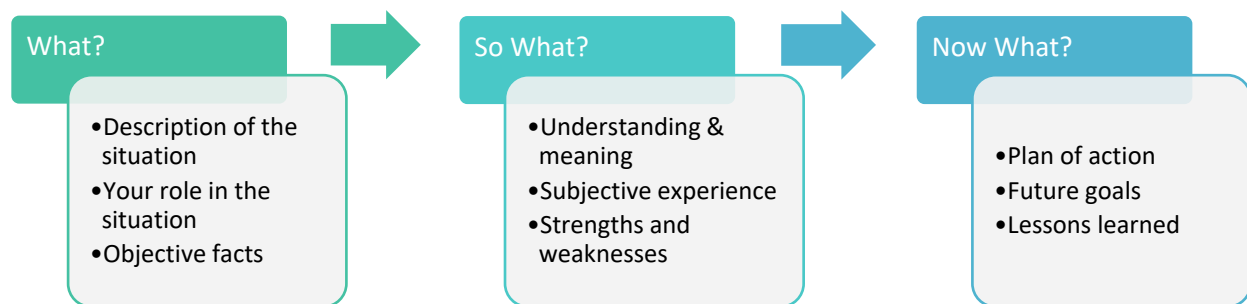 What?
•Description of the
situation
•Your role in the
situation
•Objective facts
So What?
•Understanding &
meaning
•Subjective experience
•Strengths and
weaknesses
Now What?
•Plan of action
•Future goals
•Lessons learned